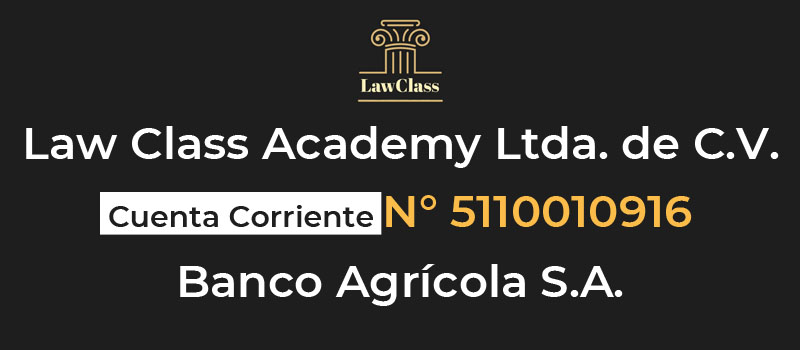 LawClass
Law Class Academy Ltda. de C.V.
Cuenta Corriente N° 5110010916
Banco Agrícola S.A.